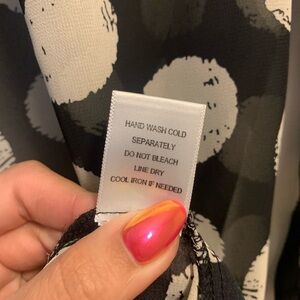 HAND WASH COLD
SEPARATELY
DO NOT BLEACH
LINE DRY
COOL IRON IF NEEDED